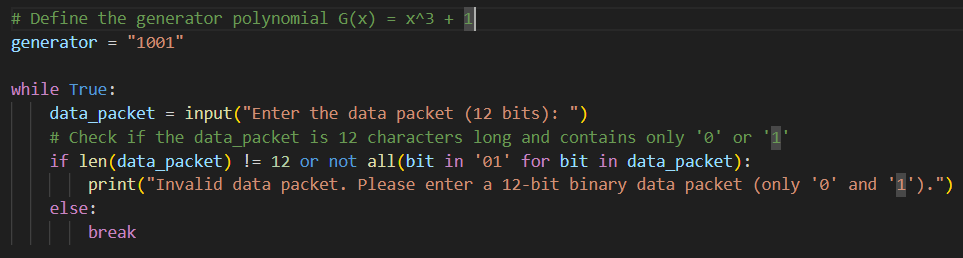 # Define the generator polynomial G(x) = x^3 + 1
generator = "1001"

while True:
    data_packet = input("Enter the data packet (12 bits): ")
    # Check if the data_packet is 12 characters long and contains only '0' or '1'
    if len(data_packet) != 12 or not all(bit in '01' for bit in data_packet):
        print("Invalid data packet. Please enter a 12-bit binary data packet (only '0' and '1').")
    else:
        break